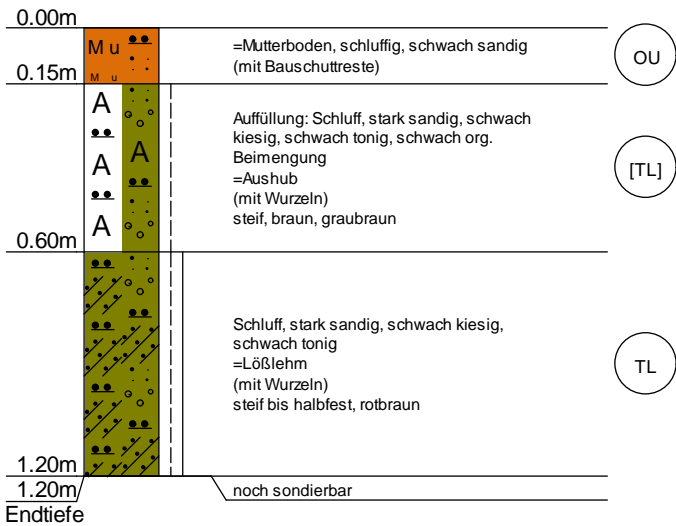 0.00m
Mu
=Mutterboden, schluffig, schwach sandig
(mit Bauschuttreste)
OU
0.15m
Mu
A
A
A
A
Auffüllung: Schluff, stark sandig, schwach
kiesig, schwach tonig, schwach org.
Beimengung
=Aushub
(mit Wurzeln)
steif, braun, graubraun
[TL]
0.60m
Schluff, stark sandig, schwach kiesig,
schwach tonig
=Lößlehm
(mit Wurzeln)
steif bis halbfest, rotbraun
TL
1.20m
1.20m
noch sondierbar
Endtiefe